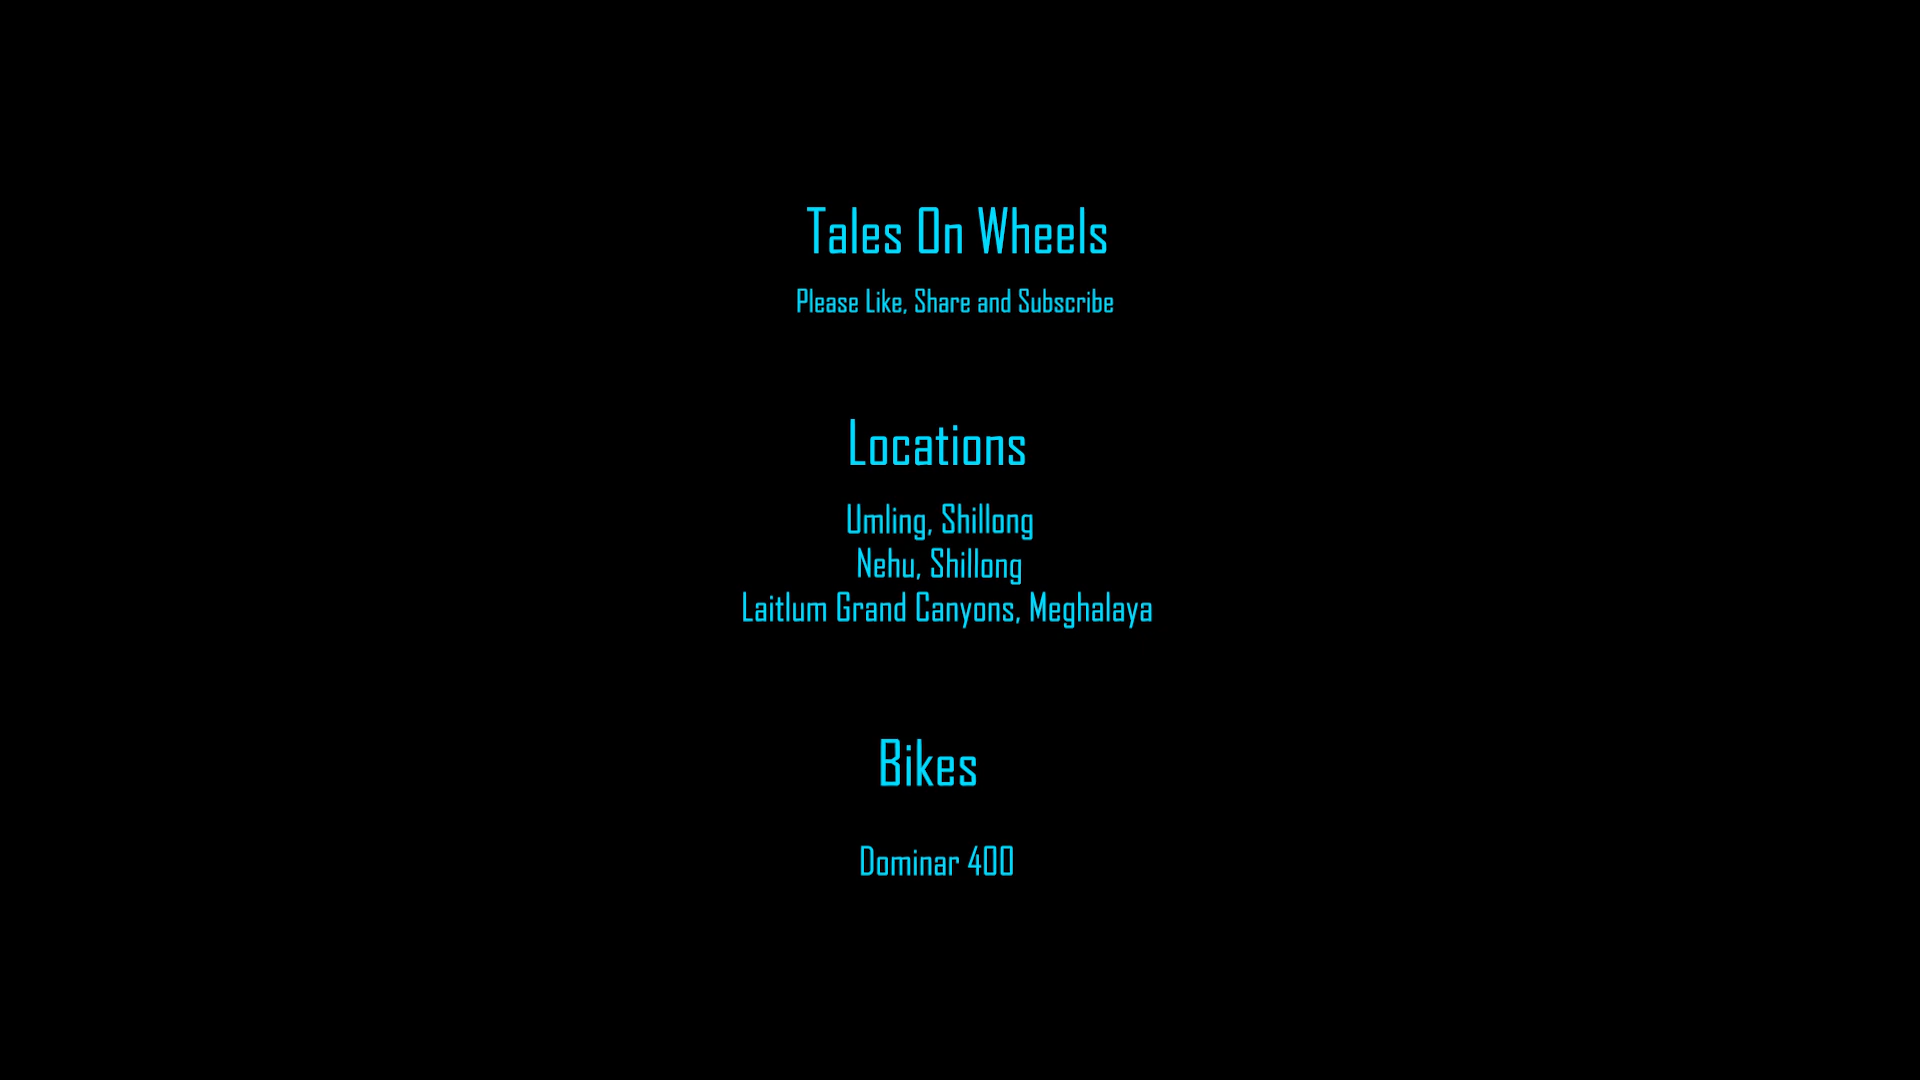 Tales On Wheels
Please Like, Share and Subscribe
Locations
Umling, Shillong
Nehu, Shillong
Laitlum Grand Canyons, Meghalaya
Bikes
Dominar 400